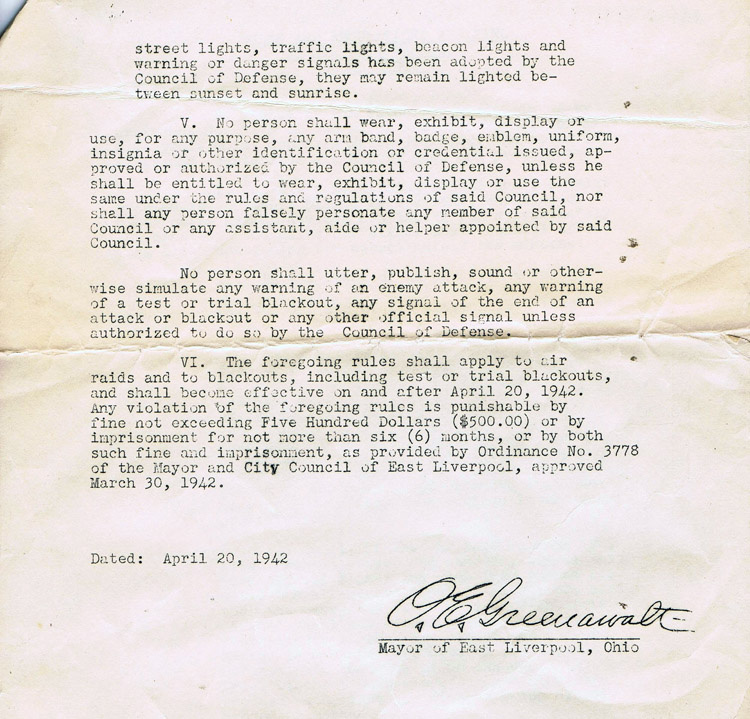 street lights, traffic lights, beacon lights and
warning or danger signals has been adopted by the
Council of Defense, they may remain lighted be-
tween sunset and sunrise.
V. No person shall wear, exhibit, display or
use, for any purpose, any arm band, badge, emblem, uniform,
insignia or other identification or credential issued, ap-
proved or authorized by the Council of Defense, unless he
shall be entitled to wear, exhibit, display or use the
same under the rules and regulations of said Council, nor
shall any person falsely personate any member of said
Council or any assistant, aide or helper appointed by said
Council.
No person shall utter, publish, sound or other-
wise simulate any warning of an enemy attack, any warning
of a test or trial blackout, any signal of the end of an
attack or blackout or any other official signal unless
authorized to do so by the Council of Defense.
VI. The foregoing rules shall apply to air
raids and to blackouts, including test or trial blackouts,
and shall become effective on and after April 20, 1942.
Any violation of the foregoing rules is punishable by
fine not exceeding Five Hundred Dollars ($500.00) or by
imprisonment for not more than six (6) months, or by both
such fine and imprisonment, as provided by Ordinance No. 3778
of the Mayor and City Council of East Liverpool, approved
March 30, 1942.
Dated: April 20, 1942
O. E. Greenawalt
Mayor of East Liverpool, Ohio